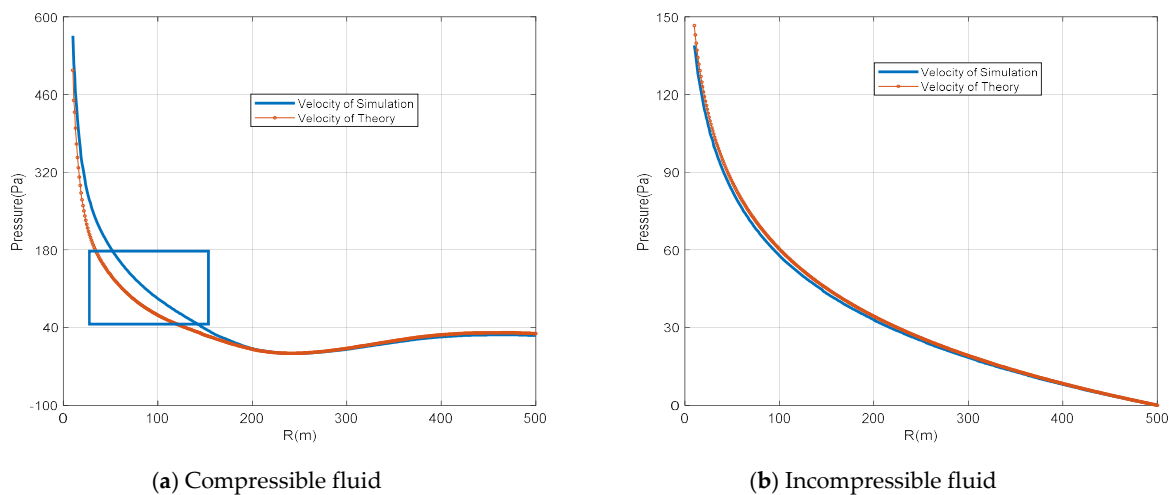 600
460
320
180
40
-100
0
100
200
300
400
500
Pressure(Pa)
R(m)
Velocity of Simulation
Velocity of Theory
(a) Compressible fluid
150
120
90
60
30
0
0
100
200
300
400
500
Pressure(Pa)
R(m)
Velocity of Simulation
Velocity of Theory
(b) Incompressible fluid